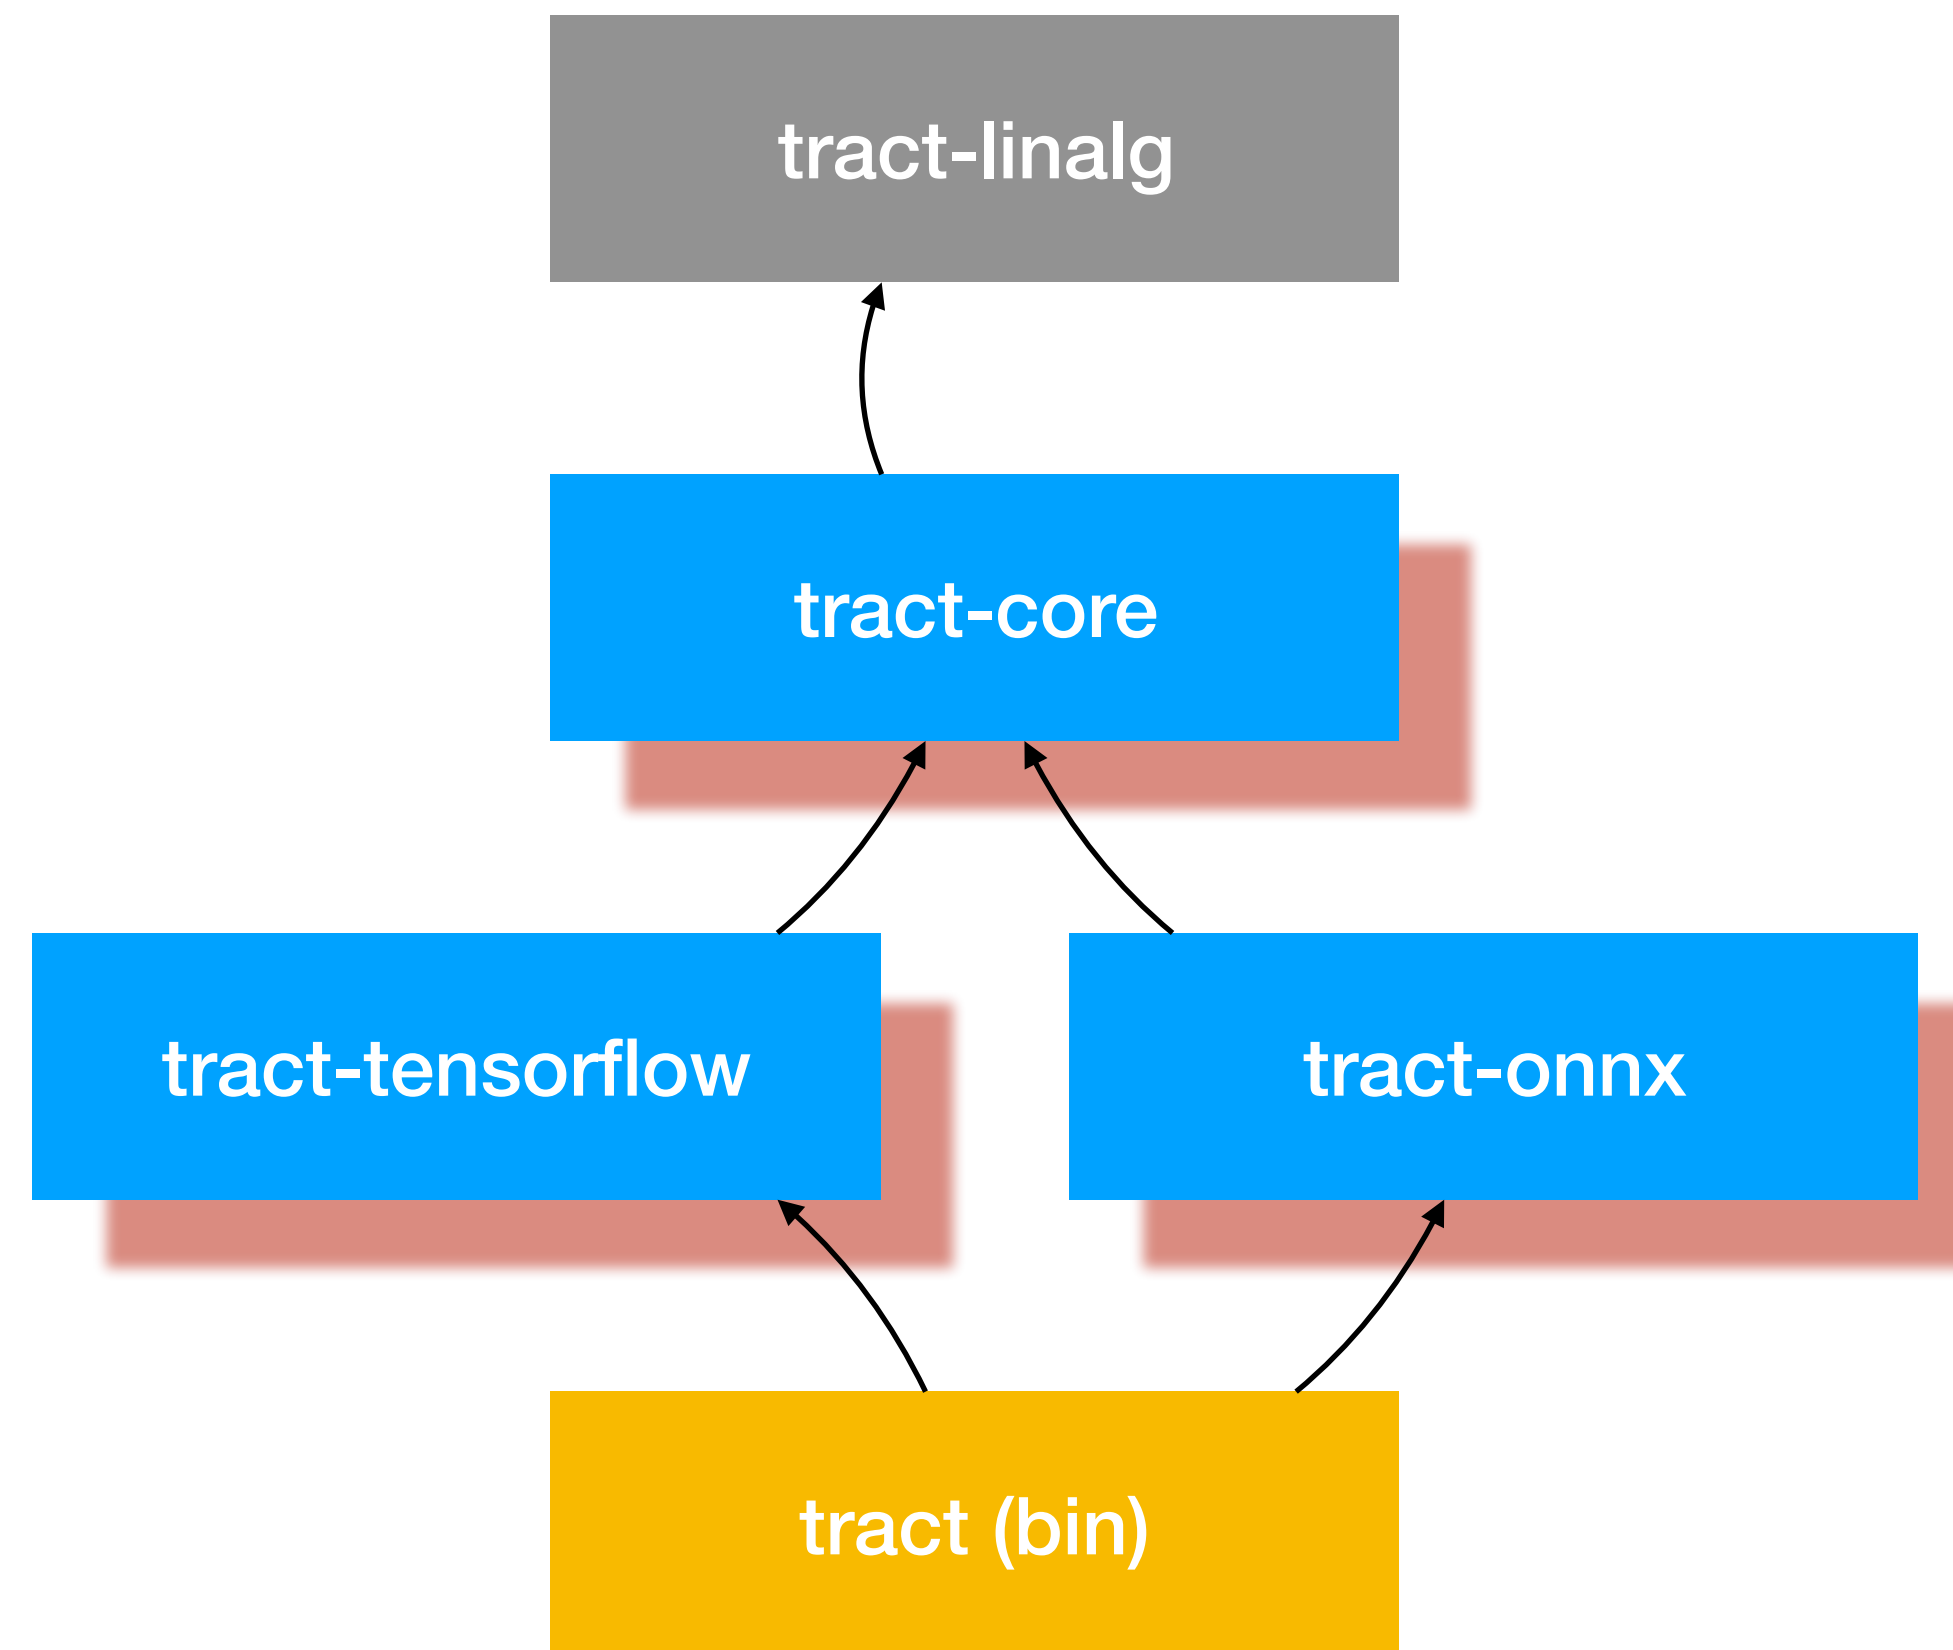 tract-linalg
tract-core
tract-tensorflow
tract-onnx
tract (bin)